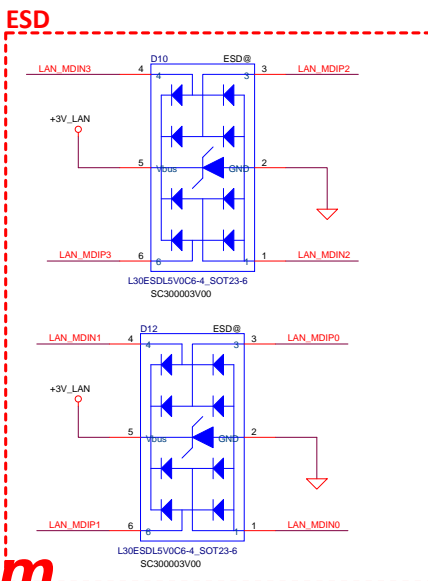 ESD
D10 ESD@
LAN_MDIN3 4 4 3 3 LAN_MDIP2
+3V_LAN
5 Vbus GND 2
LAN_MDIP3 6 6 1 1 LAN_MDIN2
L30ESDL5V0C6-4_SOT23-6
SC300003V00
D12 ESD@
LAN_MDIN1 4 4 3 3 LAN_MDIP0
+3V_LAN
5 Vbus GND 2
LAN_MDIP1 6 6 1 1 LAN_MDIN0
L30ESDL5V0C6-4_SOT23-6
SC300003V00
m